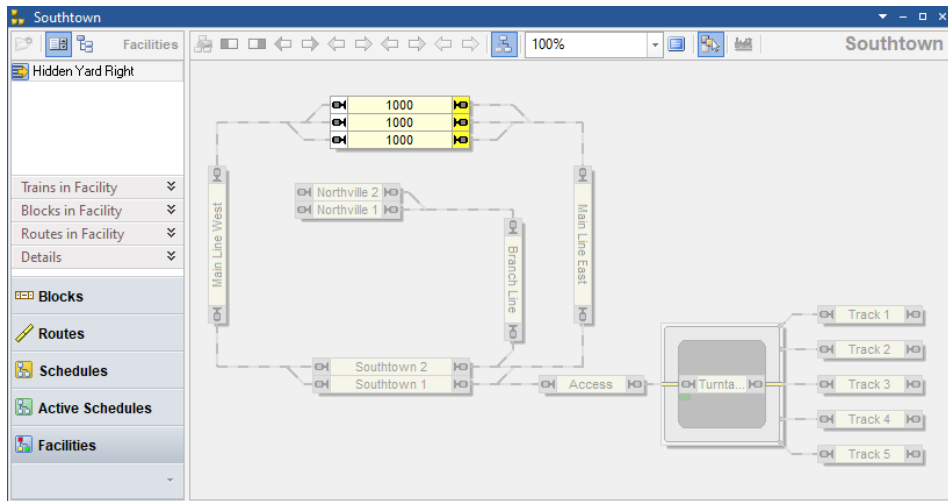 Southtown
Facilities
100%
Southtown
Hidden Yard Right
Trains in Facility
Blocks in Facility
Routes in Facility
Details
Blocks
Routes
Schedules
Active Schedules
Facilities
1000
1000
1000
Northville 2
Northville 1
Main Line West
Branch Line
Main Line East
Southtown 2
Southtown 1
Access
Turnta...
Track 1
Track 2
Track 3
Track 4
Track 5